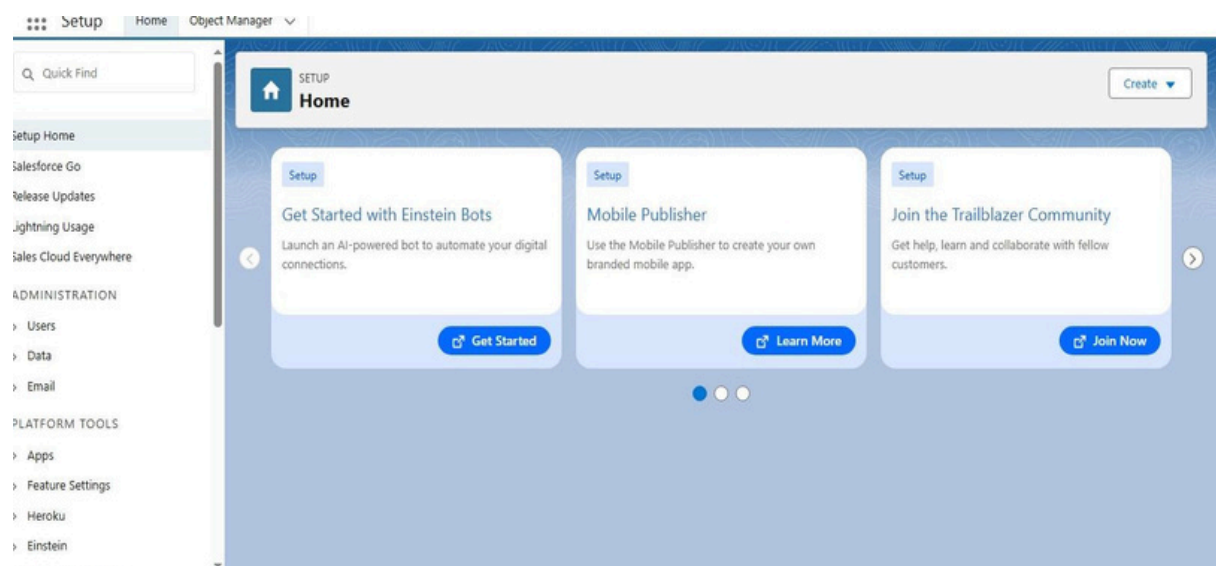 Setup Home Object Manager
Quick Find
Setup Home
Salesforce Go
Release Updates
Lightning Usage
Sales Cloud Everywhere
ADMINISTRATION
Users
Data
Email
PLATFORM TOOLS
Apps
Feature Settings
Heroku
Einstein
SETUP
Home
Create
Setup
Get Started with Einstein Bots
Launch an AI-powered bot to automate your digital
connections.
Get Started
Setup
Mobile Publisher
Use the Mobile Publisher to create your own
branded mobile app.
Learn More
Setup
Join the Trailblazer Community
Get help, learn and collaborate with fellow
customers.
Join Now